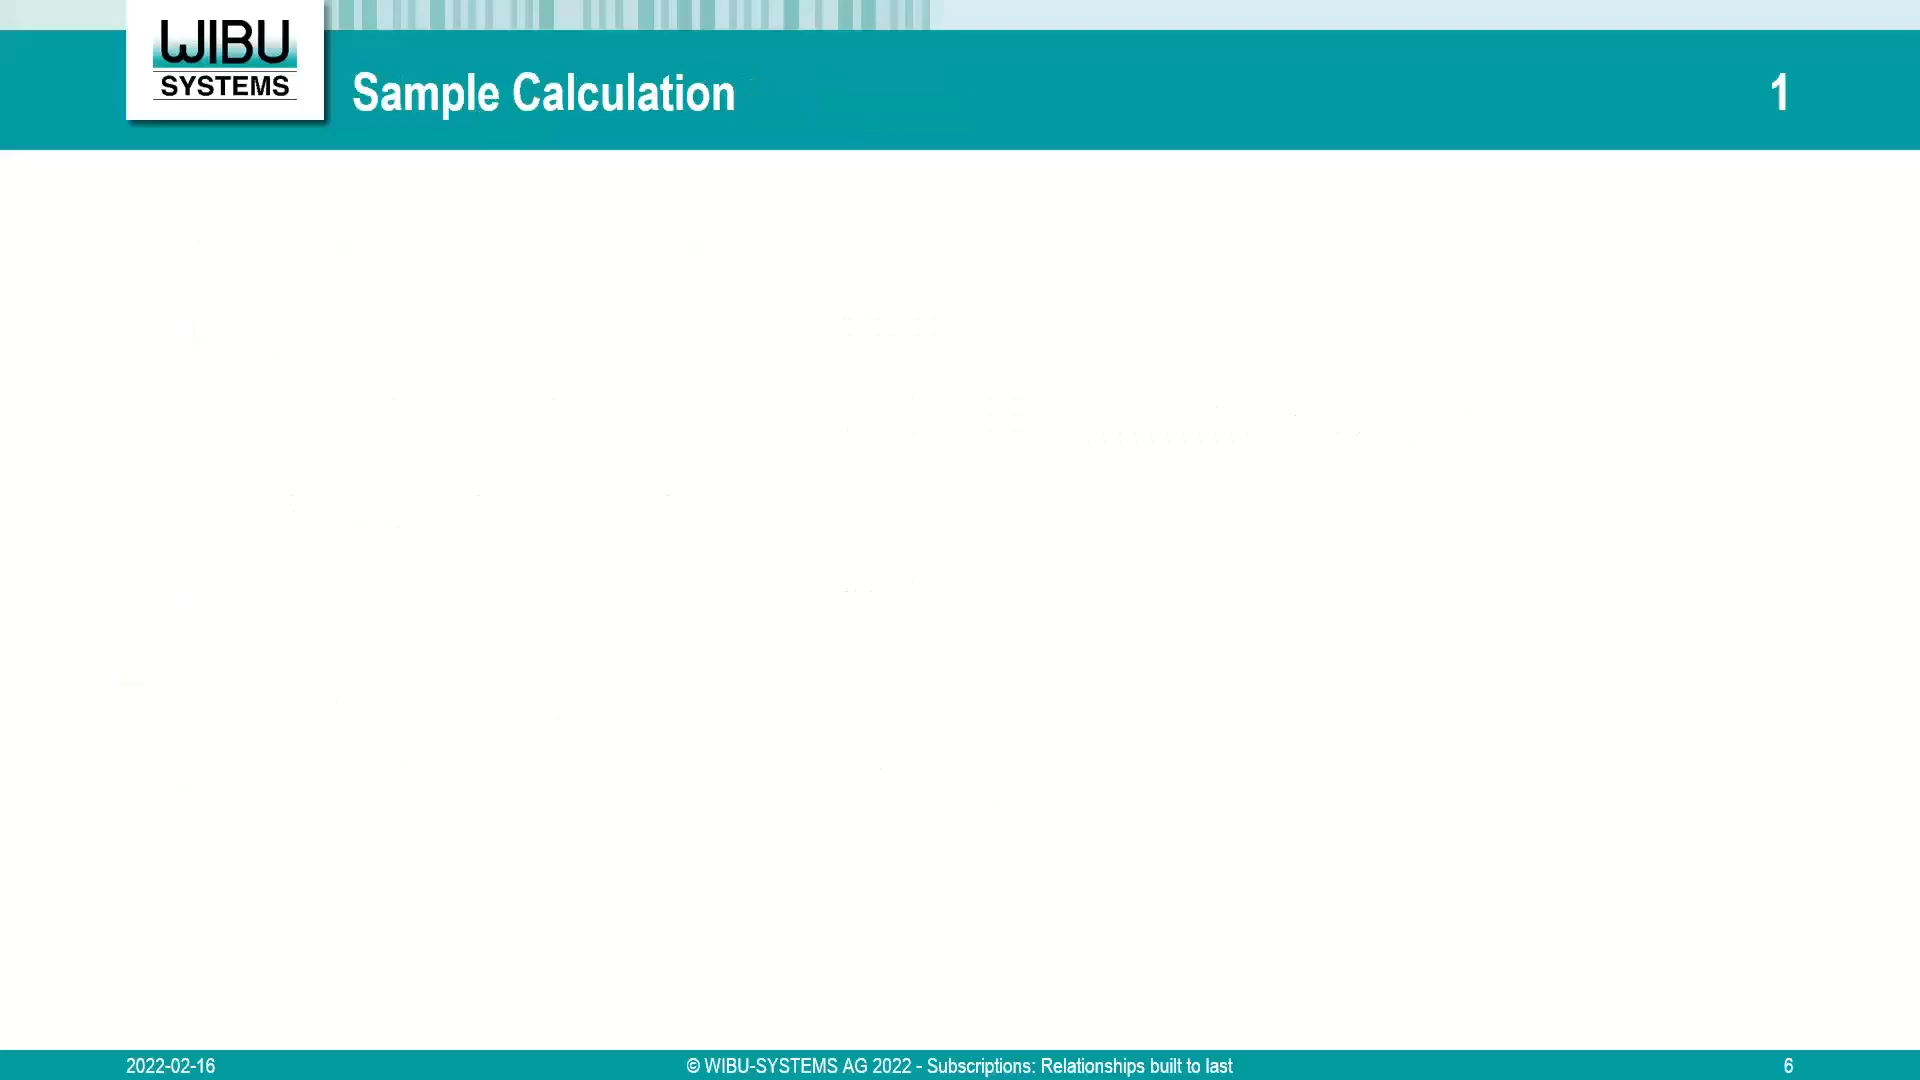 WIBU
SYSTEMS
Sample Calculation
1
2022-02-16
© WIBU-SYSTEMS AG 2022 - Subscriptions: Relationships built to last
6